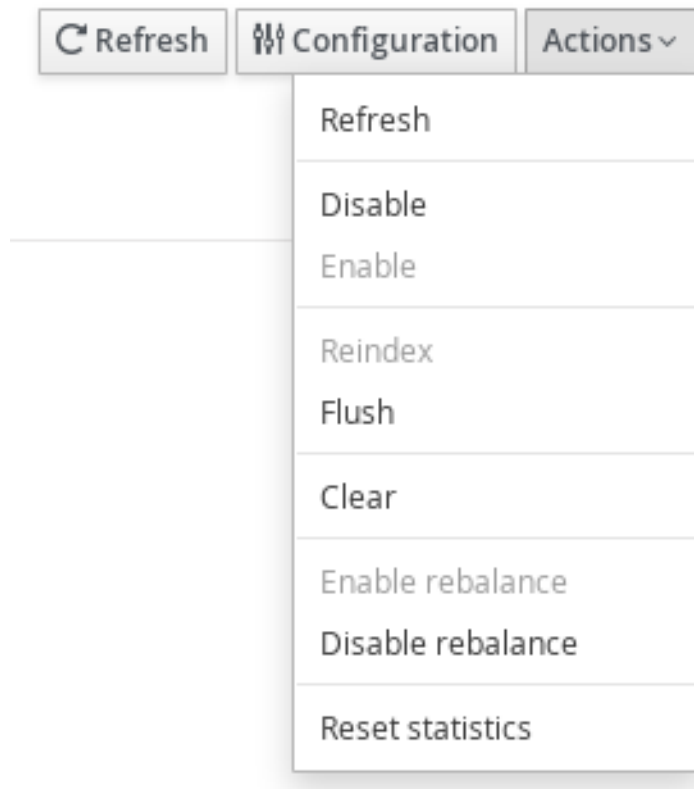 Refresh Configuration Actions
Refresh
Disable
Enable
Reindex
Flush
Clear
Enable rebalance
Disable rebalance
Reset statistics